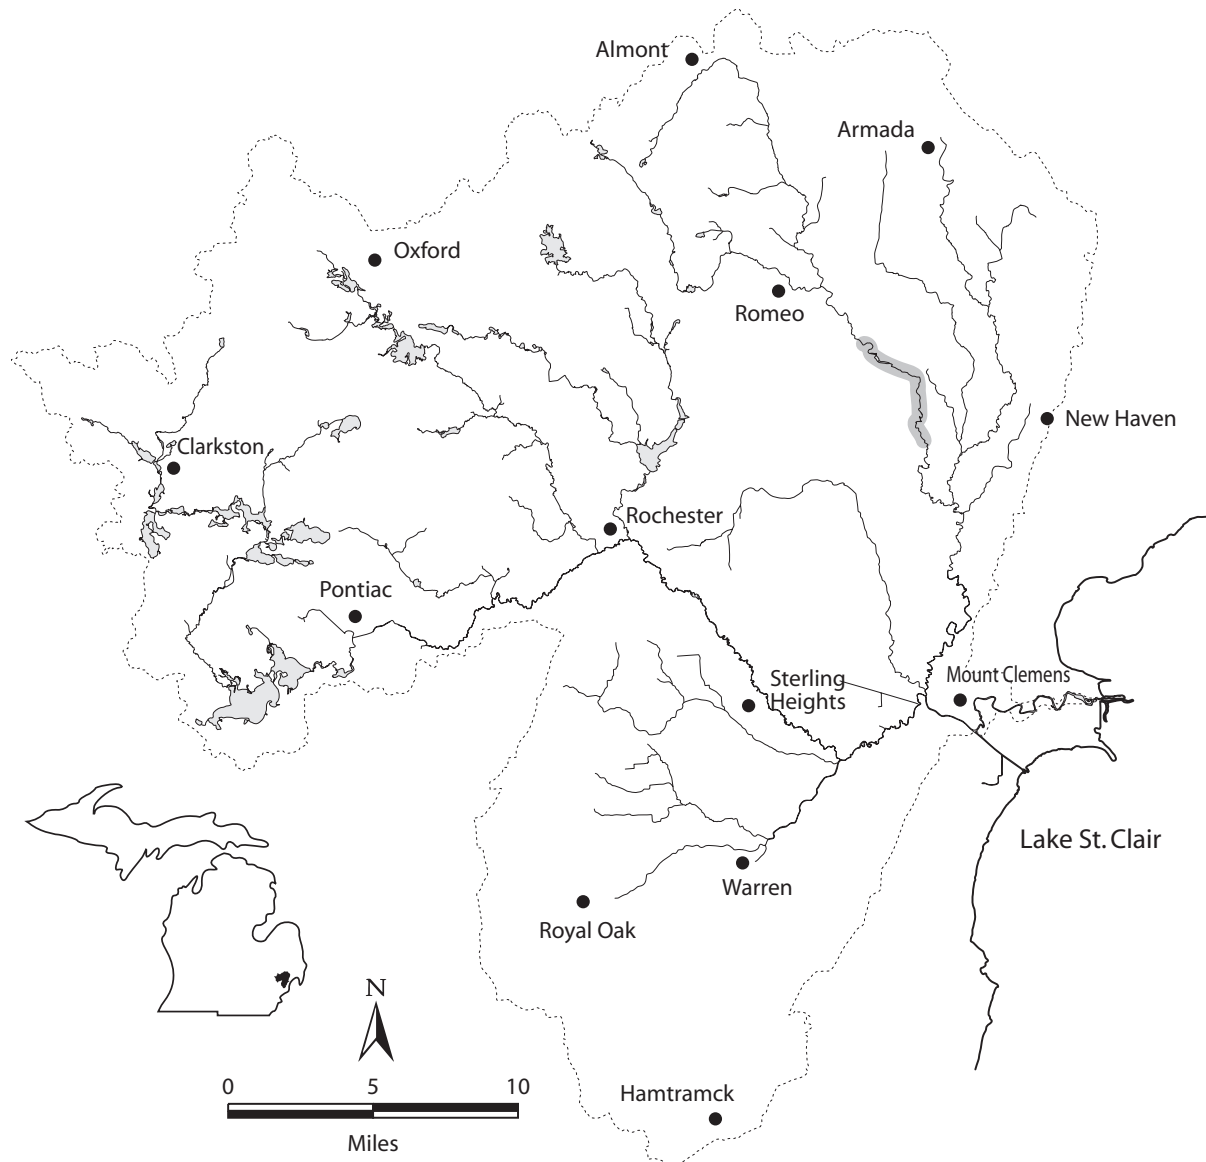 Almont
Armada
Oxford
Romeo
New Haven
Clarkston
Rochester
Pontiac
Mount Clemens
Sterling
Heights
Lake St. Clair
Warren
Royal Oak
N
0 5 10
Miles
Hamtramck